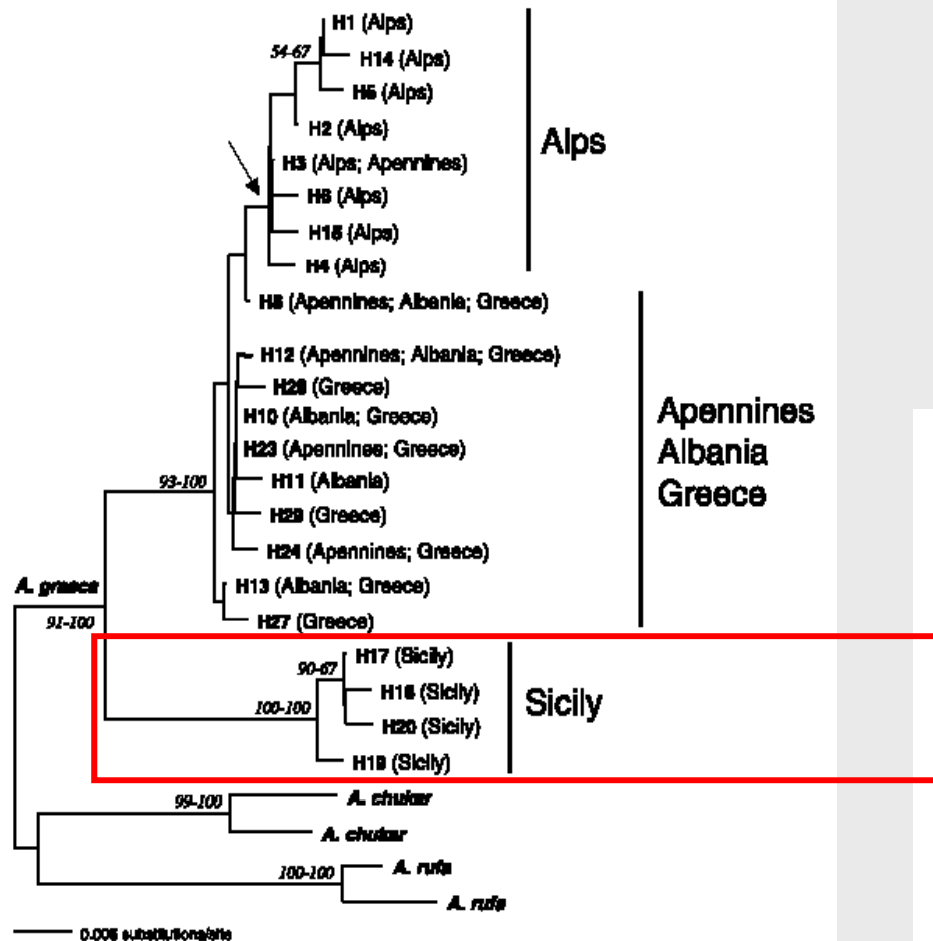 H1 (Alps)
54-67
H14 (Alps)
H5 (Alps)
H2 (Alps)
Alps
H3 (Alps; Apennines)
H6 (Alps)
H15 (Alps)
H4 (Alps)
H8 (Apennines; Albania; Greece)
H12 (Apennines; Albania; Greece)
(Greece)
H10 (Albania; Greece)
H23 (Apennines; Greece)
H11 (Albania)
(Greece)
H24 (Apennines; Greece)
Apennines
Albania
Greece
93-100
H13 (Albania; Greece)
H27 (Greece)
A. graeca
91-100
H17 (Sicily)
90-67
(Sicily)
H20 (Sicily)
100-100
H19 (Sicily)
Sicily
99-100
A. chukar
A. chukar
100-100
A. rufa
A. rufa
0.005 substitutions/site